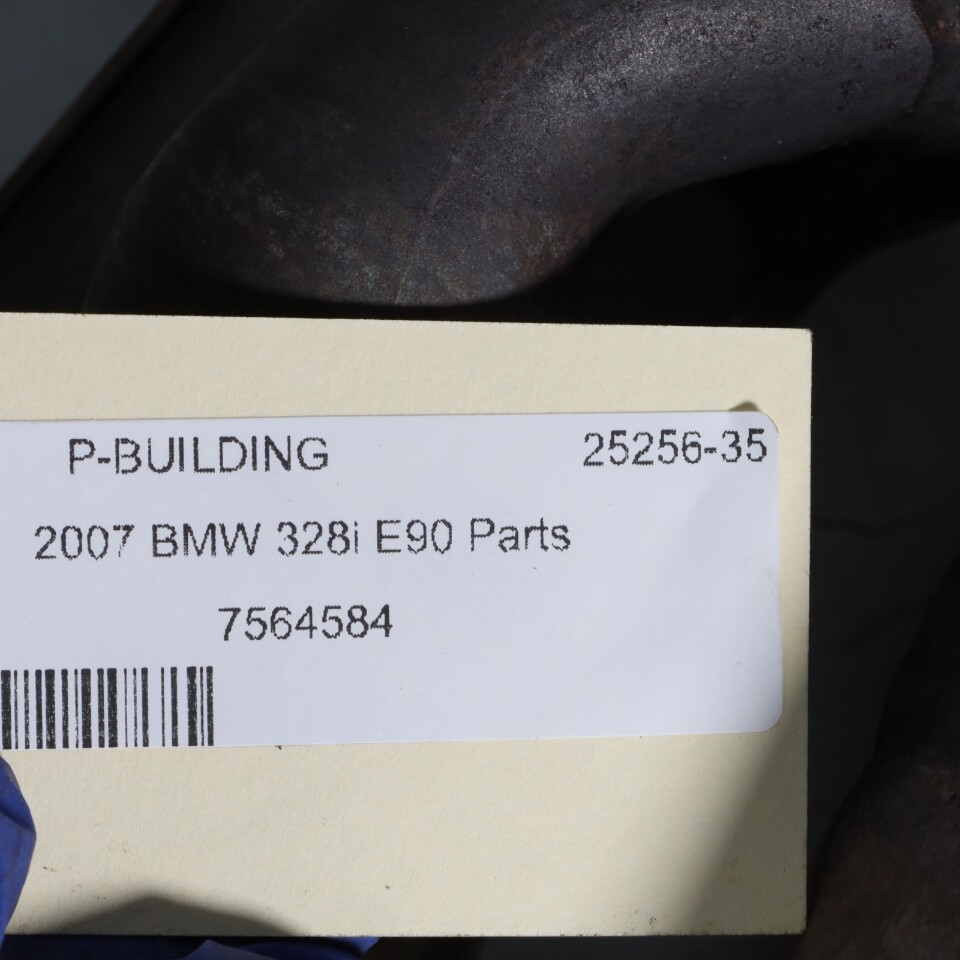 P-BUILDING 25256-35
2007 BMW 328i E90 Parts
7564584